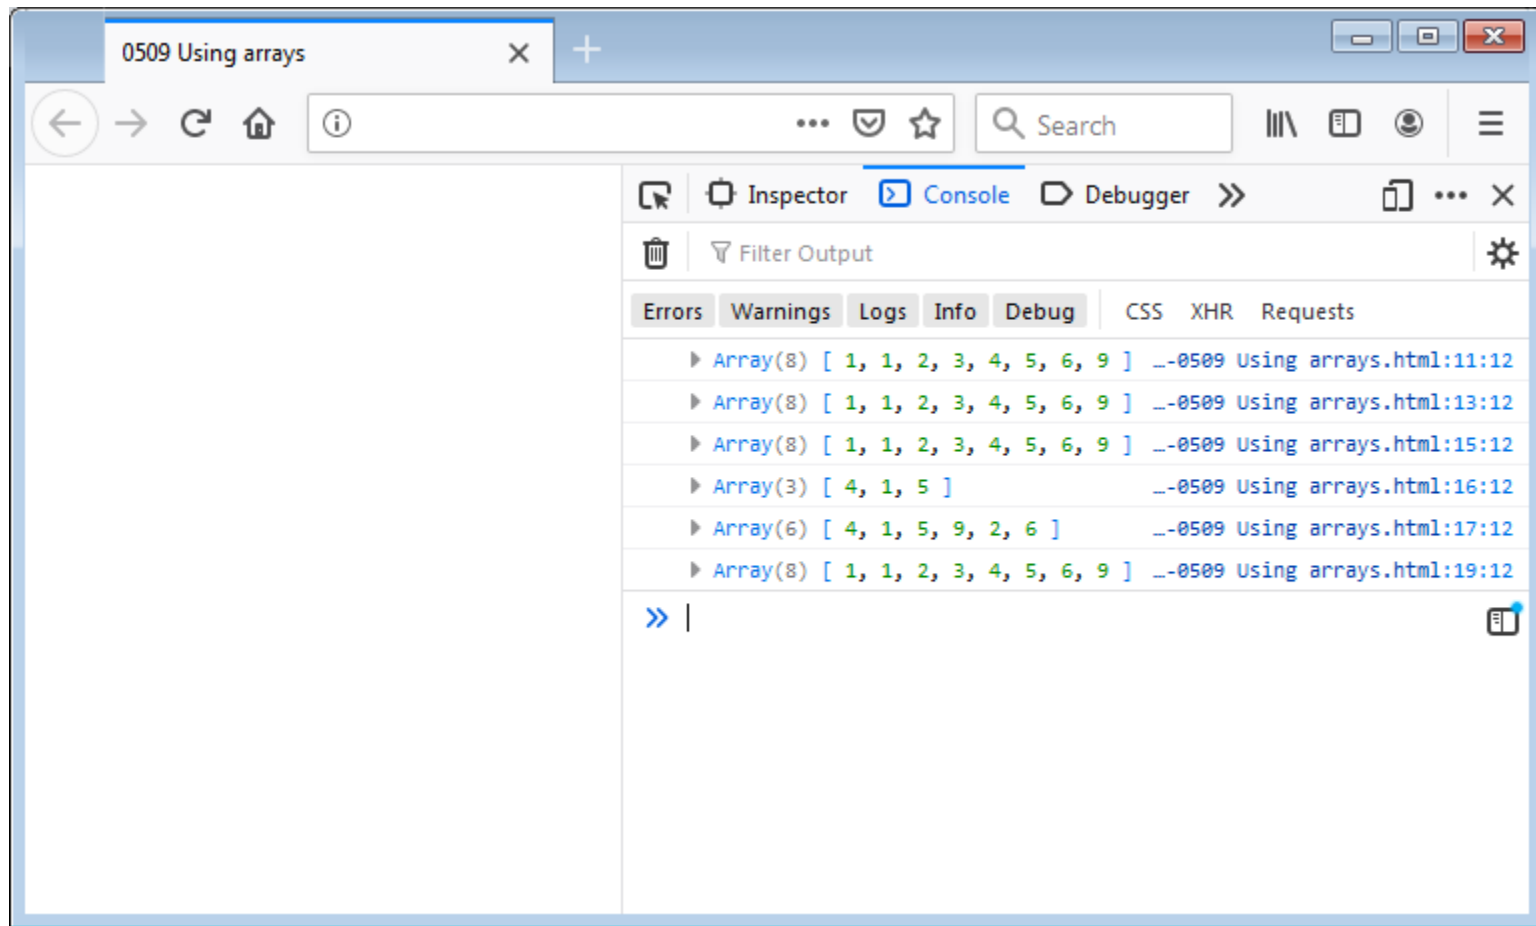 0509 Using arrays
Search
Inspector Console Debugger
Filter Output
Errors Warnings Logs Info Debug CSS XHR Requests
Array(8) [ 1, 1, 2, 3, 4, 5, 6, 9 ] …-0509 Using arrays.html:11:12
Array(8) [ 1, 1, 2, 3, 4, 5, 6, 9 ] …-0509 Using arrays.html:13:12
Array(8) [ 1, 1, 2, 3, 4, 5, 6, 9 ] …-0509 Using arrays.html:15:12
Array(3) [ 4, 1, 5 ] …-0509 Using arrays.html:16:12
Array(6) [ 4, 1, 5, 9, 2, 6 ] …-0509 Using arrays.html:17:12
Array(8) [ 1, 1, 2, 3, 4, 5, 6, 9 ] …-0509 Using arrays.html:19:12